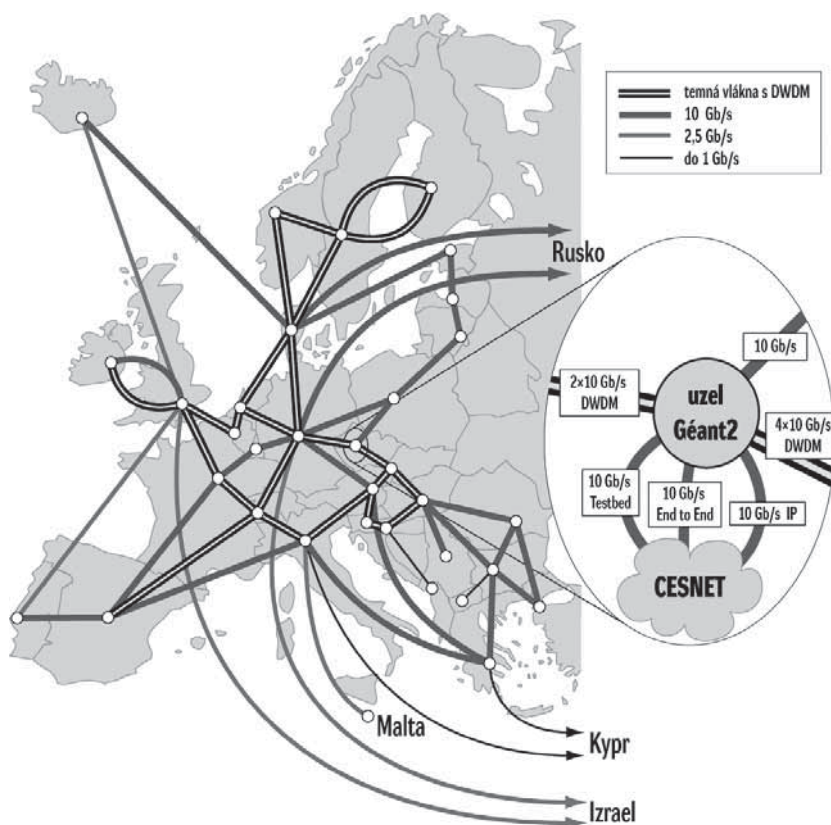 temná vlákna s DWDM
10 Gb/s
2,5 Gb/s
do 1 Gb/s
Rusko
10 Gb/s
2×10 Gb/s
DWDM
uzel
Géant2
4×10 Gb/s
DWDM
10 Gb/s
Testbed
10 Gb/s
End to End
10 Gb/s IP
CESNET
Malta
Kypr
Izrael